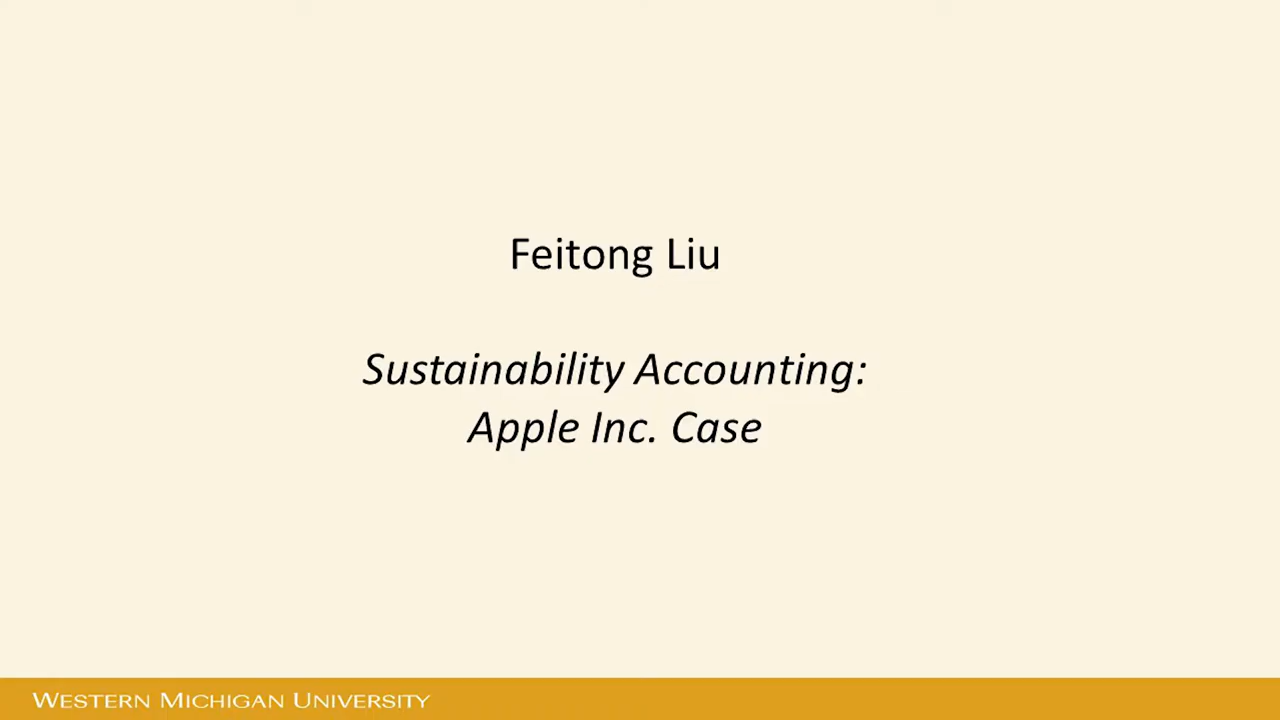 Feitong Liu
Sustainability Accounting:
Apple Inc. Case
WESTERN MICHIGAN UNIVERSITY